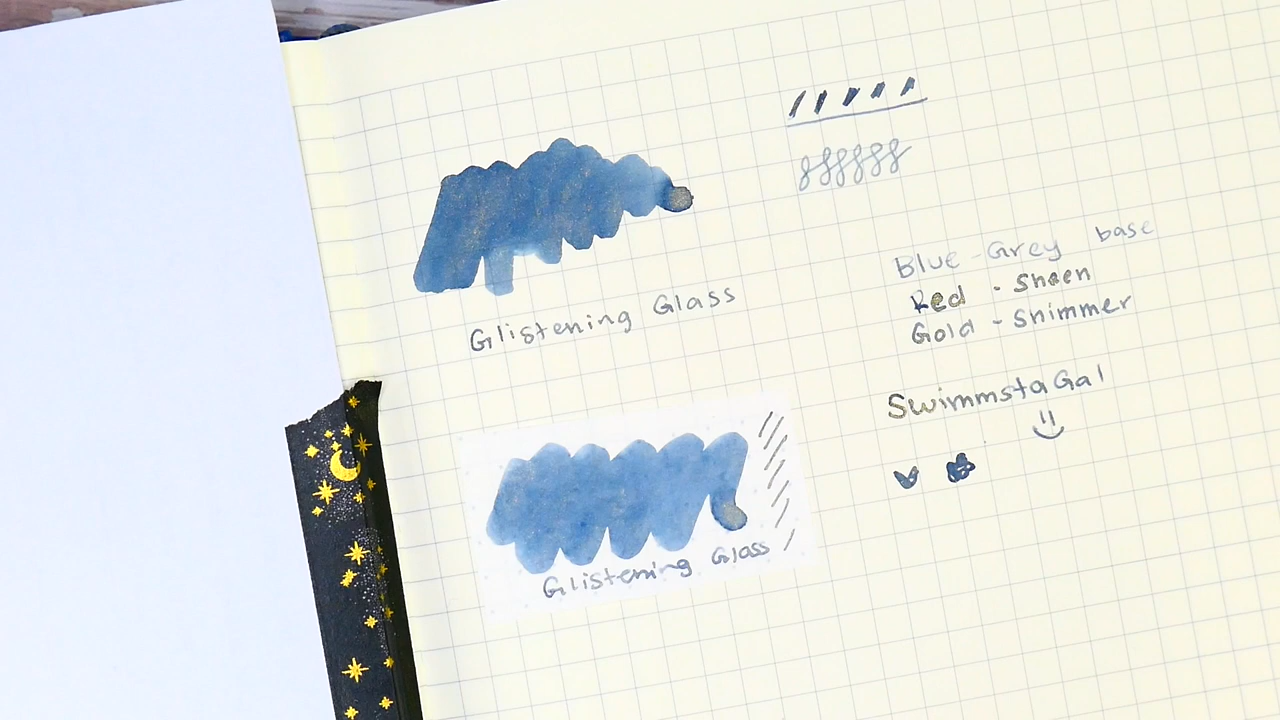 Glistening Glass
Blue-Grey base
Red - Sheen
Gold - Shimmer
SwimmstaGal
Glistening Glass